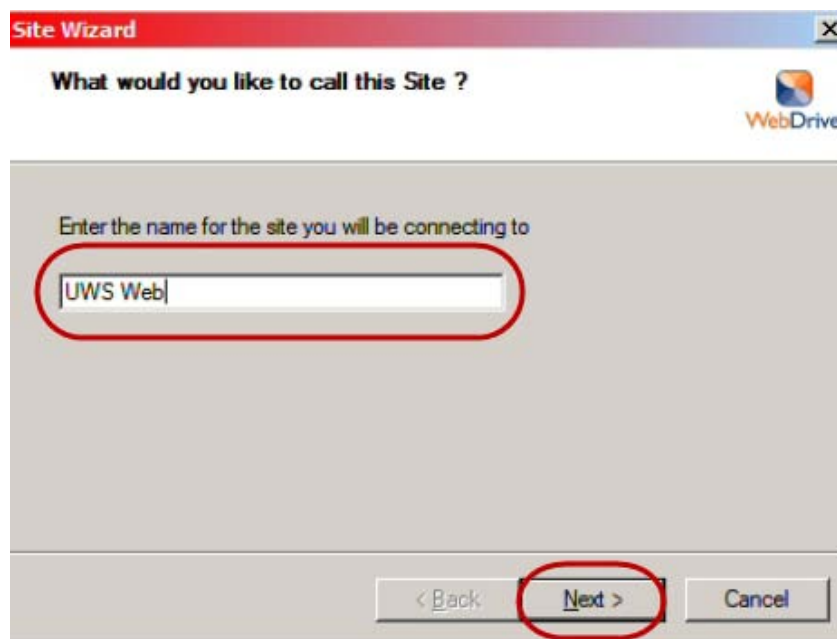 Site Wizard
What would you like to call this Site ?
WebDrive
Enter the name for the site you will be connecting to
UWS Web
< Back
Next >
Cancel